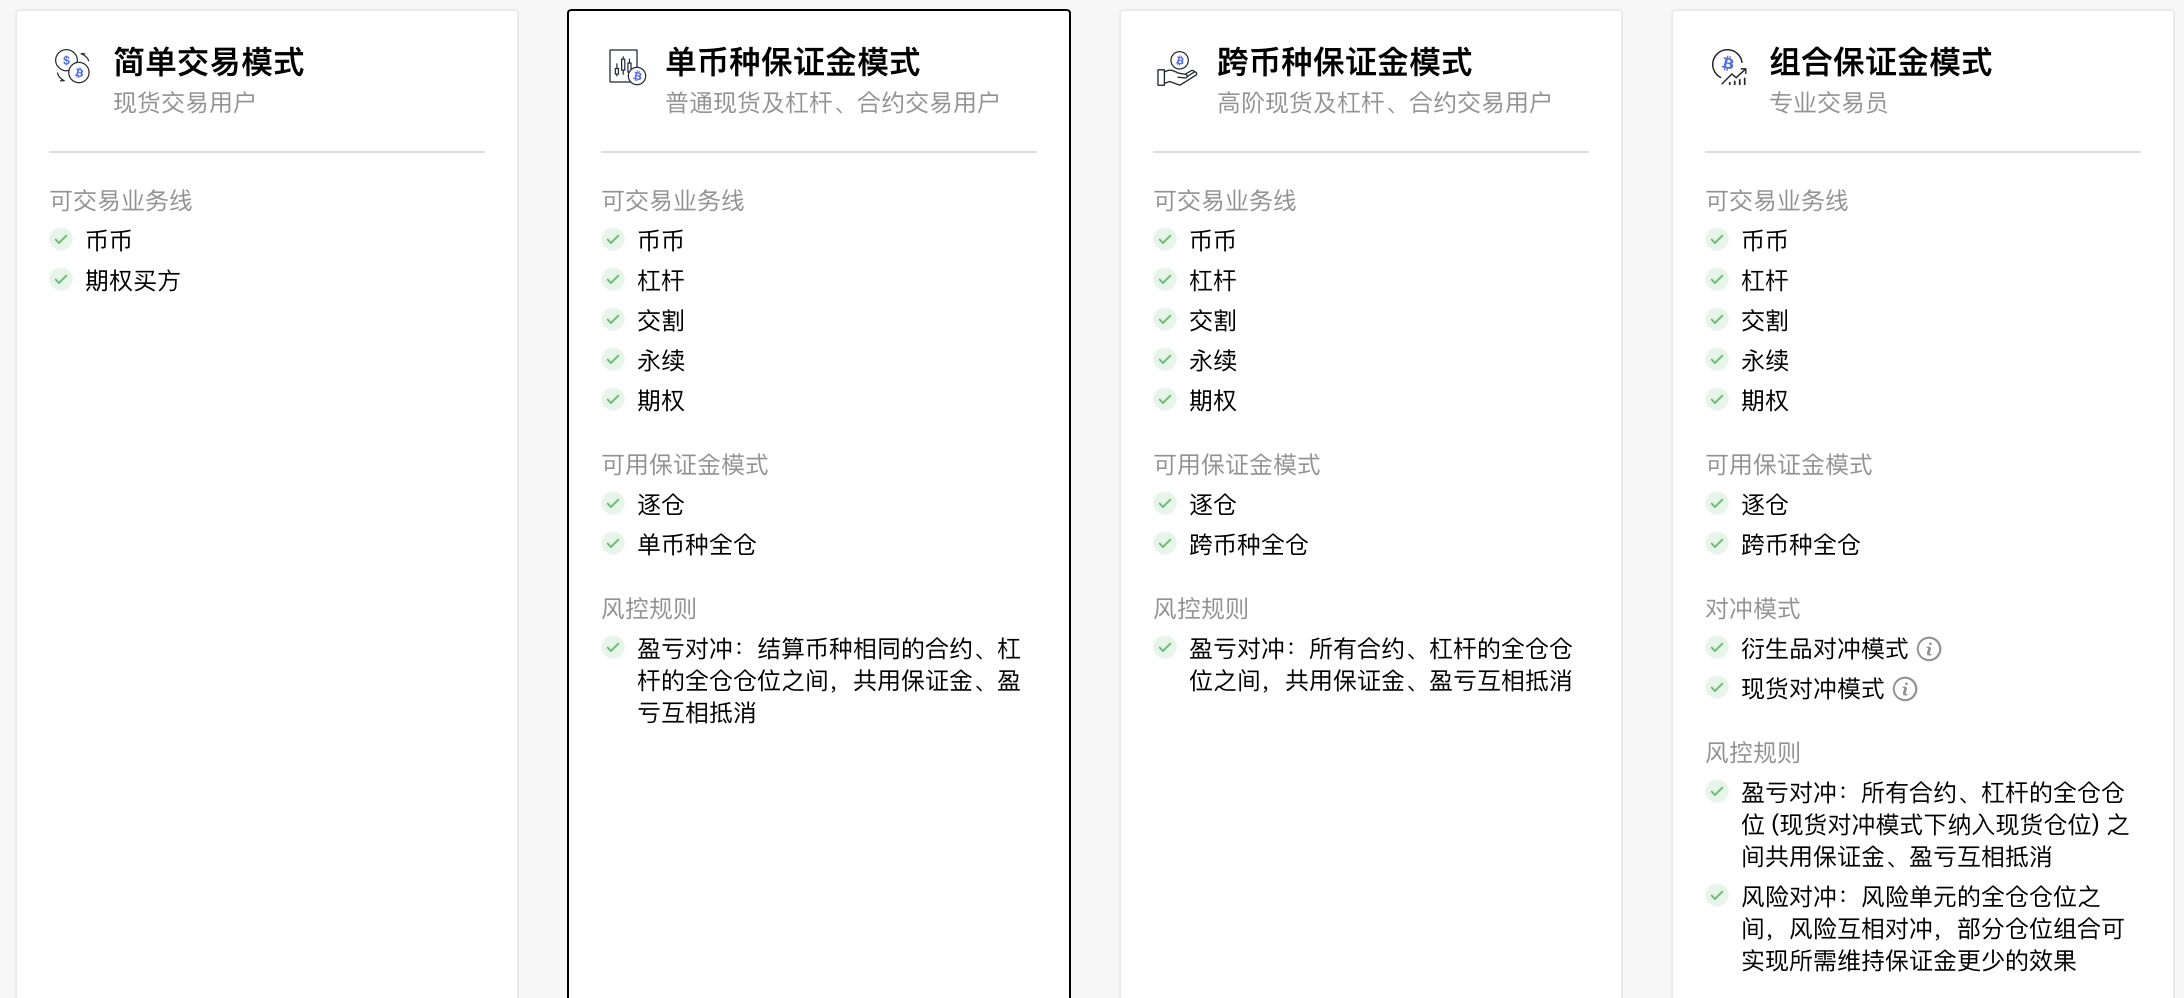 简单交易模式
现货交易用户
可交易业务线
币币
期权买方
单币种保证金模式
普通现货及杠杆、合约交易用户
可交易业务线
币币
杠杆
交割
永续
期权
可用保证金模式
逐仓
单币种全仓
风控规则
盈亏对冲：结算币种相同的合约、杠
杆的全仓仓位之间，共用保证金、盈
亏互相抵消
跨币种保证金模式
高阶现货及杠杆、合约交易用户
可交易业务线
币币
杠杆
交割
永续
期权
可用保证金模式
逐仓
跨币种全仓
风控规则
盈亏对冲：所有合约、杠杆的全仓仓
位之间，共用保证金、盈亏互相抵消
组合保证金模式
专业交易员
可交易业务线
币币
杠杆
交割
永续
期权
可用保证金模式
逐仓
跨币种全仓
对冲模式
衍生品对冲模式
现货对冲模式
风控规则
盈亏对冲：所有合约、杠杆的全仓仓
位 (现货对冲模式下纳入现货仓位) 之
间共用保证金、盈亏互相抵消
风险对冲：风险单元的全仓仓位之
间，风险互相对冲，部分仓位组合可
实现所需维持保证金更少的效果